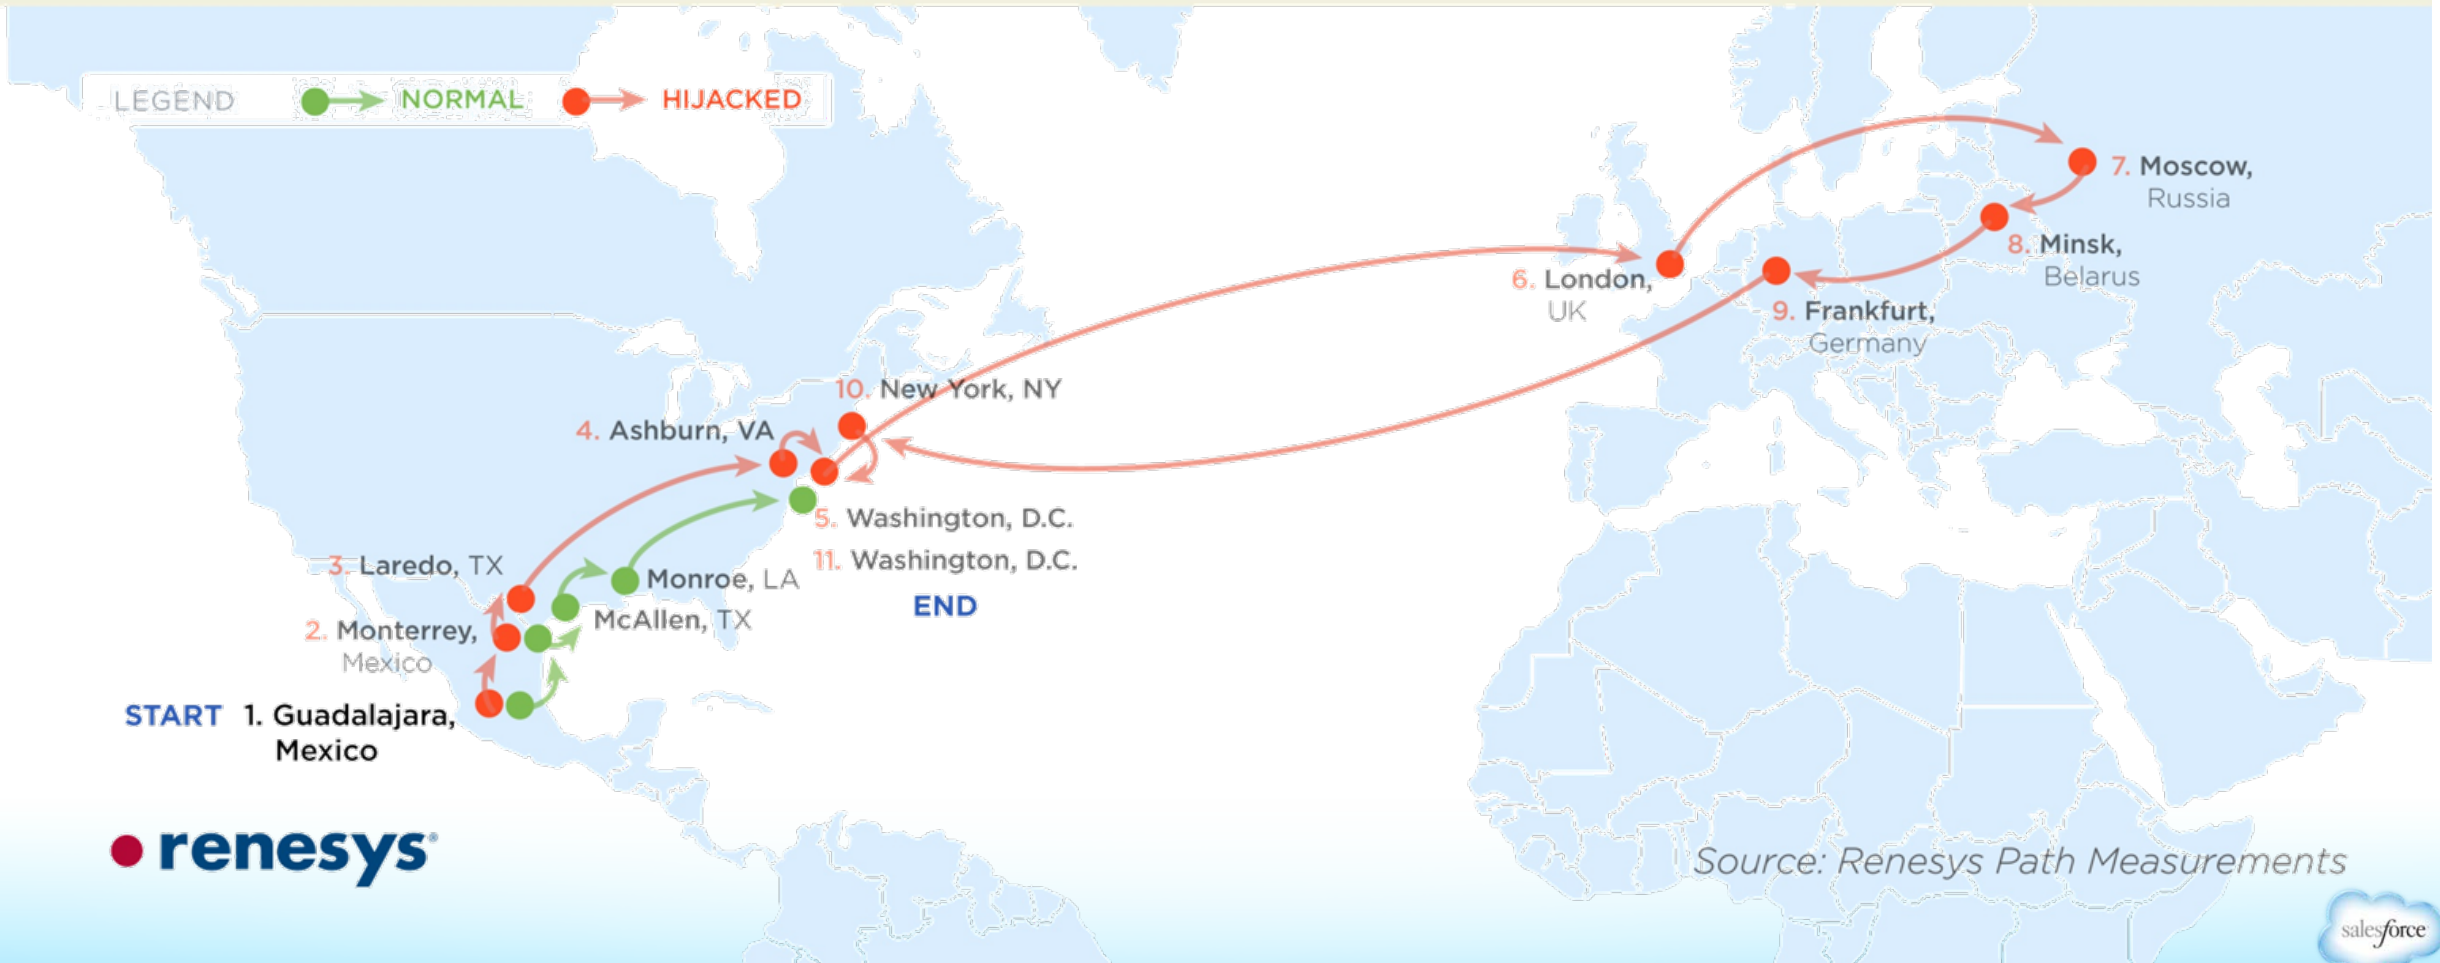 LEGEND NORMAL HIJACKED
7. Moscow,
Russia
8. Minsk,
Belarus
6. London,
UK
9. Frankfurt,
Germany
10. New York, NY
4. Ashburn, VA
5. Washington, D.C.
11. Washington, D.C.
END
3. Laredo, TX
Monroe, LA
McAllen, TX
2. Monterrey,
Mexico
START 1. Guadalajara,
Mexico
renesys®
Source: Renesys Path Measurements
salesforce